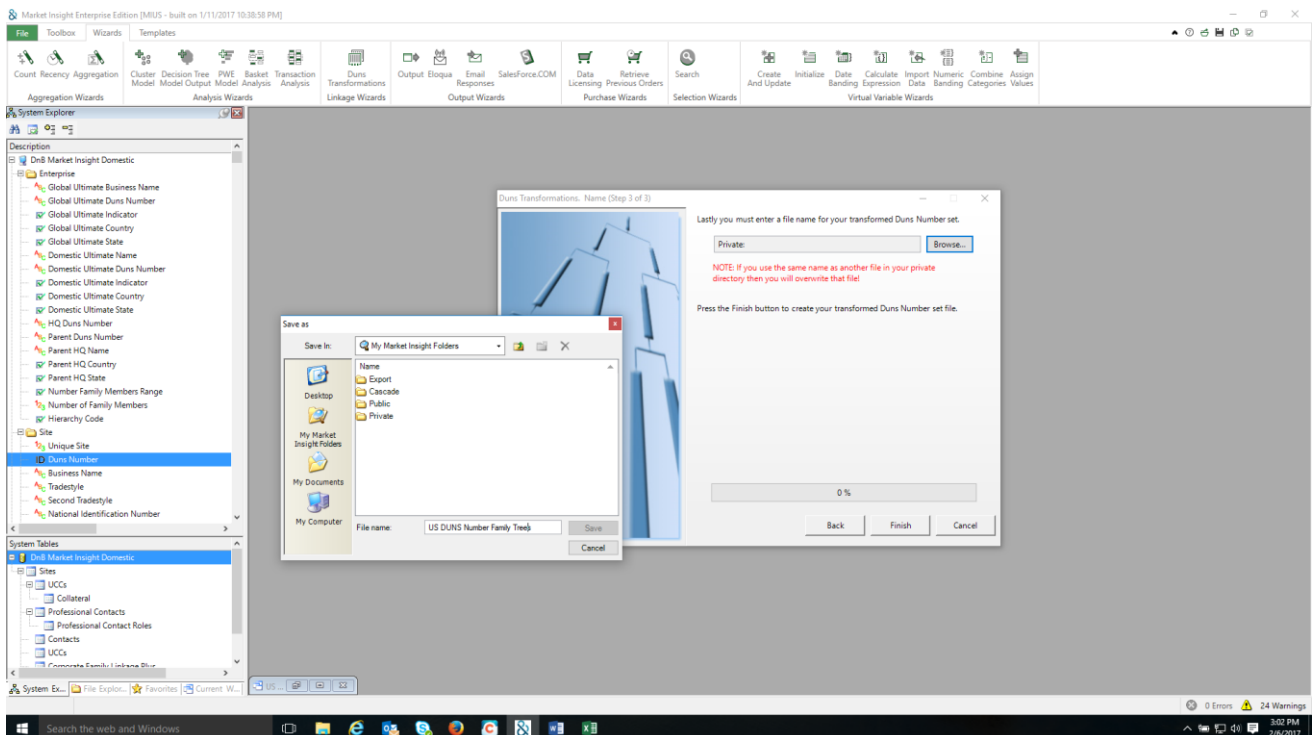 Market Insight Enterprise Edition [MIUS - built on 1/11/2017 10:38:58 PM]
File Toolbox Wizards Templates
Count Recency Aggregation
Cluster Model Decision Tree Model Output PWE Model Basket Analysis Transaction Analysis
Duns Transformations
Output Eloqua Email Responses SalesForce.COM
Data Licensing Retrieve Previous Orders
Search
Create And Update Initialize Date Banding Calculate Expression Import Data Numeric Banding Combine Categories Assign Values
Aggregation Wizards Analysis Wizards Linkage Wizards Output Wizards Purchase Wizards Selection Wizards Virtual Variable Wizards
System Explorer
Description
DnB Market Insight Domestic
Enterprise
Global Ultimate Business Name
Global Ultimate Duns Number
Global Ultimate Indicator
Global Ultimate Country
Global Ultimate State
Domestic Ultimate Name
Domestic Ultimate Duns Number
Domestic Ultimate Indicator
Domestic Ultimate Country
Domestic Ultimate State
HQ Duns Number
Parent Duns Number
Parent HQ Name
Parent HQ Country
Parent HQ State
Number Family Members Range
Number of Family Members
Hierarchy Code
Site
Unique Site
Duns Number
Business Name
Tradestyle
Second Tradestyle
National Identification Number
System Tables
DnB Market Insight Domestic
Sites
UCCs
Collateral
Professional Contacts
Professional Contact Roles
Contacts
UCCs
Corporate Family Linkage Plus
System Ex... File Explor... Favorites Current W...
US ...
Duns Transformations. Name (Step 3 of 3)
Lastly you must enter a file name for your transformed Duns Number set.
Private: Browse...
NOTE: If you use the same name as another file in your private
directory then you will overwrite that file!
Press the Finish button to create your transformed Duns Number set file.
0 %
Back Finish Cancel
Save as
Save In: My Market Insight Folders
Name
Export
Cascade
Public
Private
Desktop
My Market
Insight Folders
My Documents
My Computer
File name: US DUNS Number Family Trees Save
Cancel
0 Errors 24 Warnings
Search the web and Windows
3:02 PM
2/6/2017